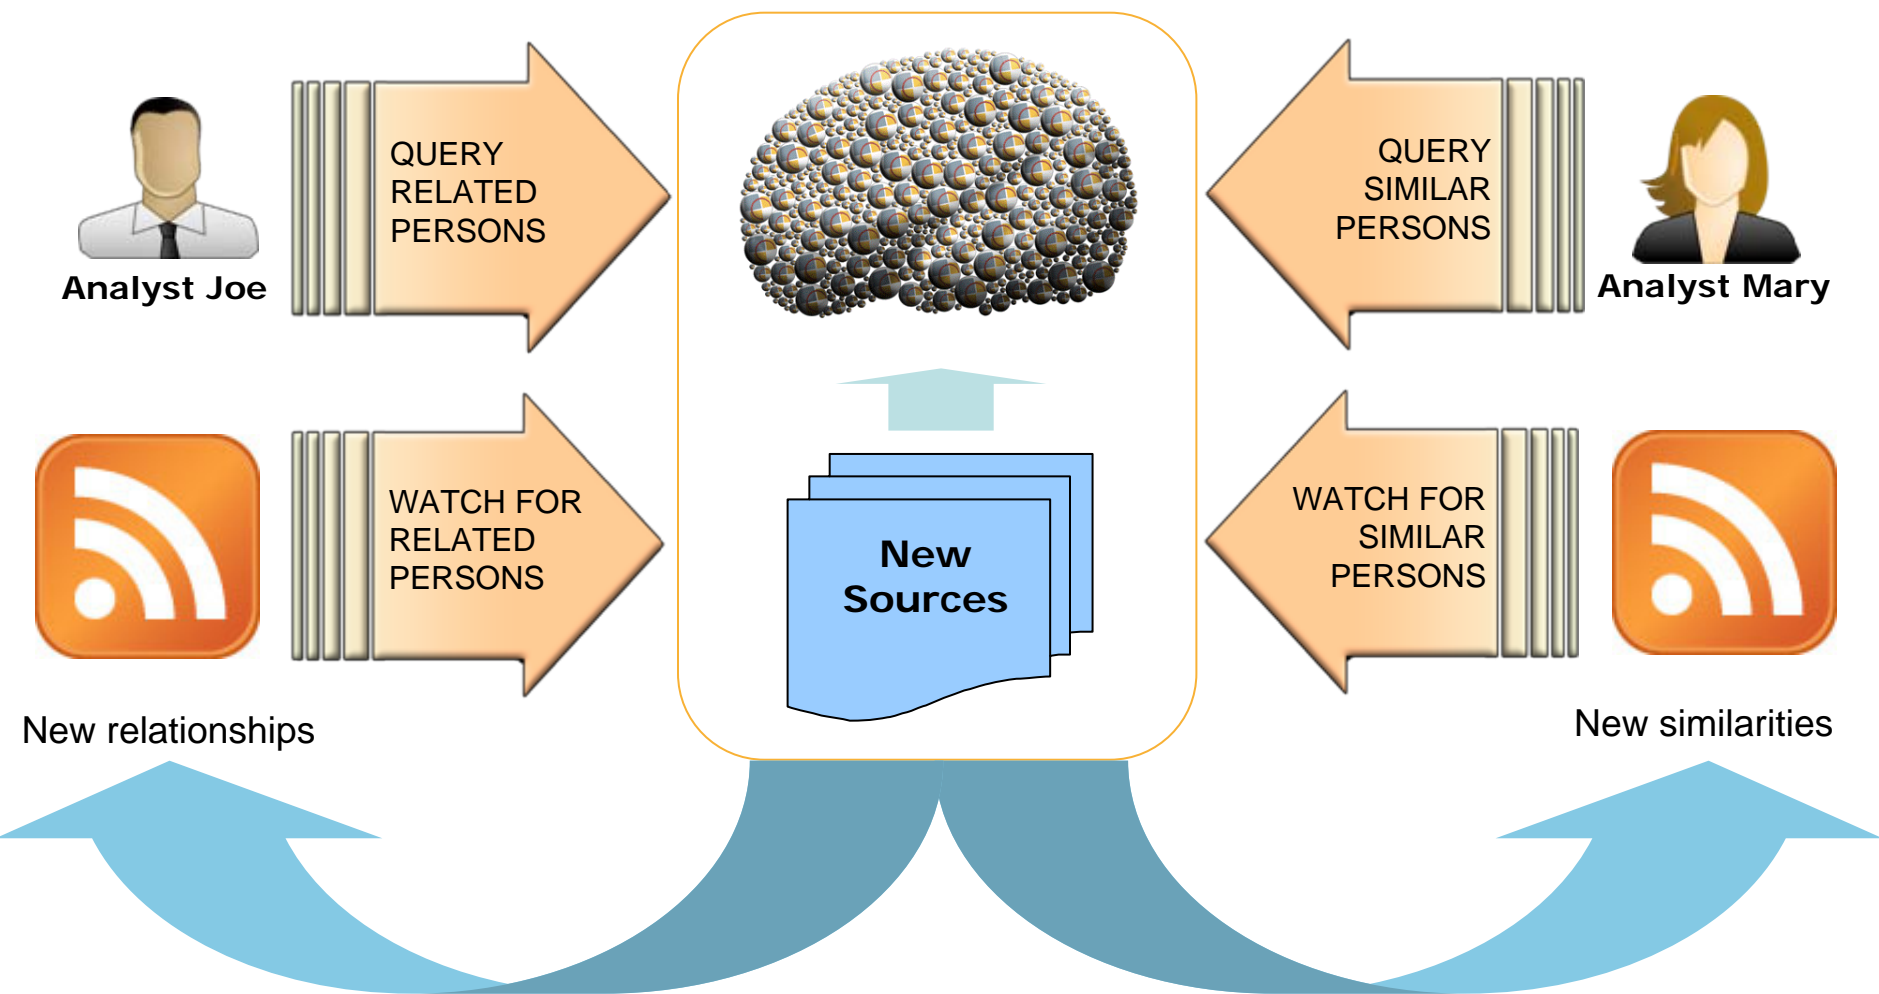 QUERY
RELATED
PERSONS
Analyst Joe
QUERY
SIMILAR
PERSONS
Analyst Mary
WATCH FOR
RELATED
PERSONS
New
Sources
WATCH FOR
SIMILAR
PERSONS
New relationships
New similarities